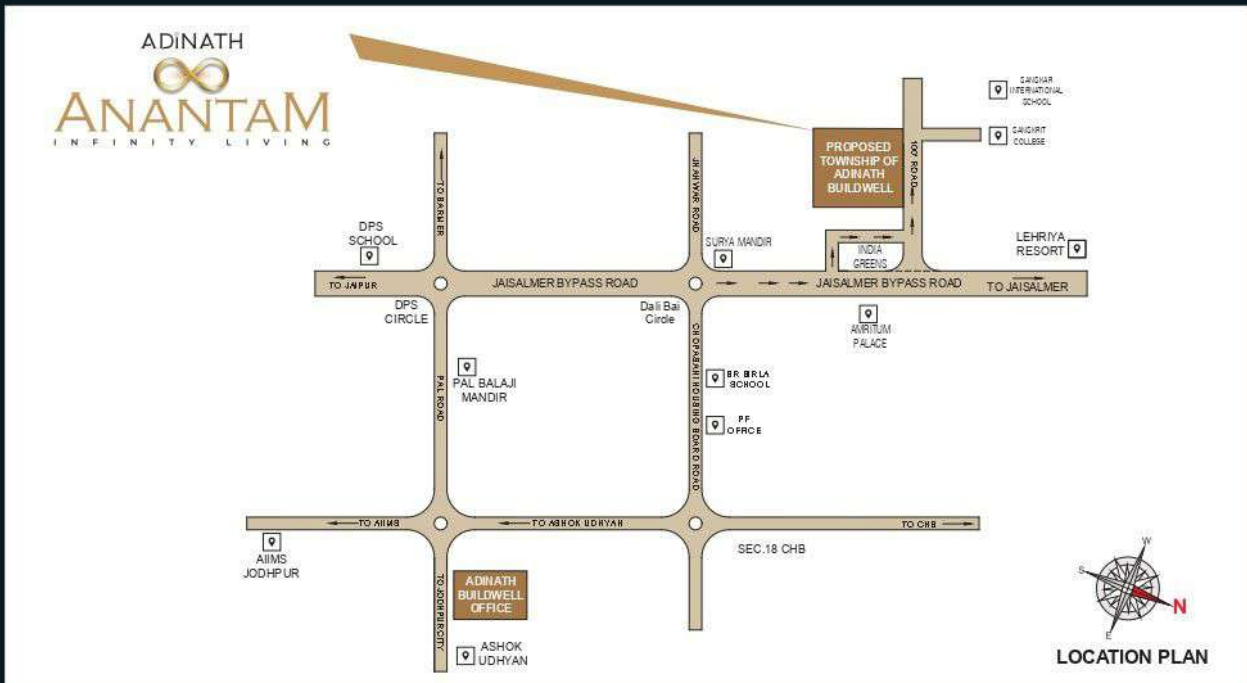 ADINATH
ANANTAM
INFINITY LIVING
SANSKAR
INTERNATIONAL
SCHOOL
SANSKRIT
COLLEGE
PROPOSED
TOWNSHIP OF
ADINATH
BUILDWELL
100' ROAD
TO BARMER
JHANWAR ROAD
DPS
SCHOOL
SURYA MANDIR
INDIA
GREENS
LEHRIYA
RESORT
TO JAIPUR
JAISALMER BYPASS ROAD
JAISALMER BYPASS ROAD
TO JAISALMER
DPS
CIRCLE
Dali Bai
Circle
AMRITUM
PALACE
PAL ROAD
PAL BALAJI
MANDIR
CHOPASANI HOUSING BOARD ROAD
BR BIRLA
SCHOOL
PF
OFFICE
TO AIIMS
TO ASHOK UDHYAN
TO CHB
AIIMS
JODHPUR
SEC.18 CHB
TO JODHPUR CITY
ADINATH
BUILDWELL
OFFICE
ASHOK
UDHYAN
W
S
N
E
LOCATION PLAN